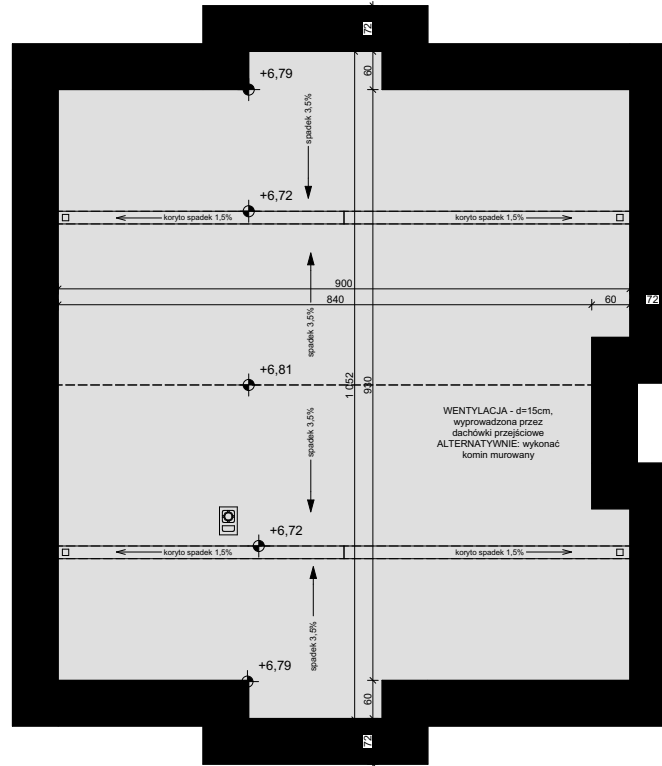 72
60
+6,79
spadek 3,5%
+6,72
koryto spadek 1,5%
koryto spadek 1,5%
900
840
60
72
spadek 3,5%
+6,81
1 052
930
WENTYLACJA - d=15cm,
wyprowadzona przez
dachówki przejściowe
ALTERNATYWNIE: wykonać
komin murowany
spadek 3,5%
+6,72
koryto spadek 1,5%
koryto spadek 1,5%
spadek 3,5%
+6,79
60
72